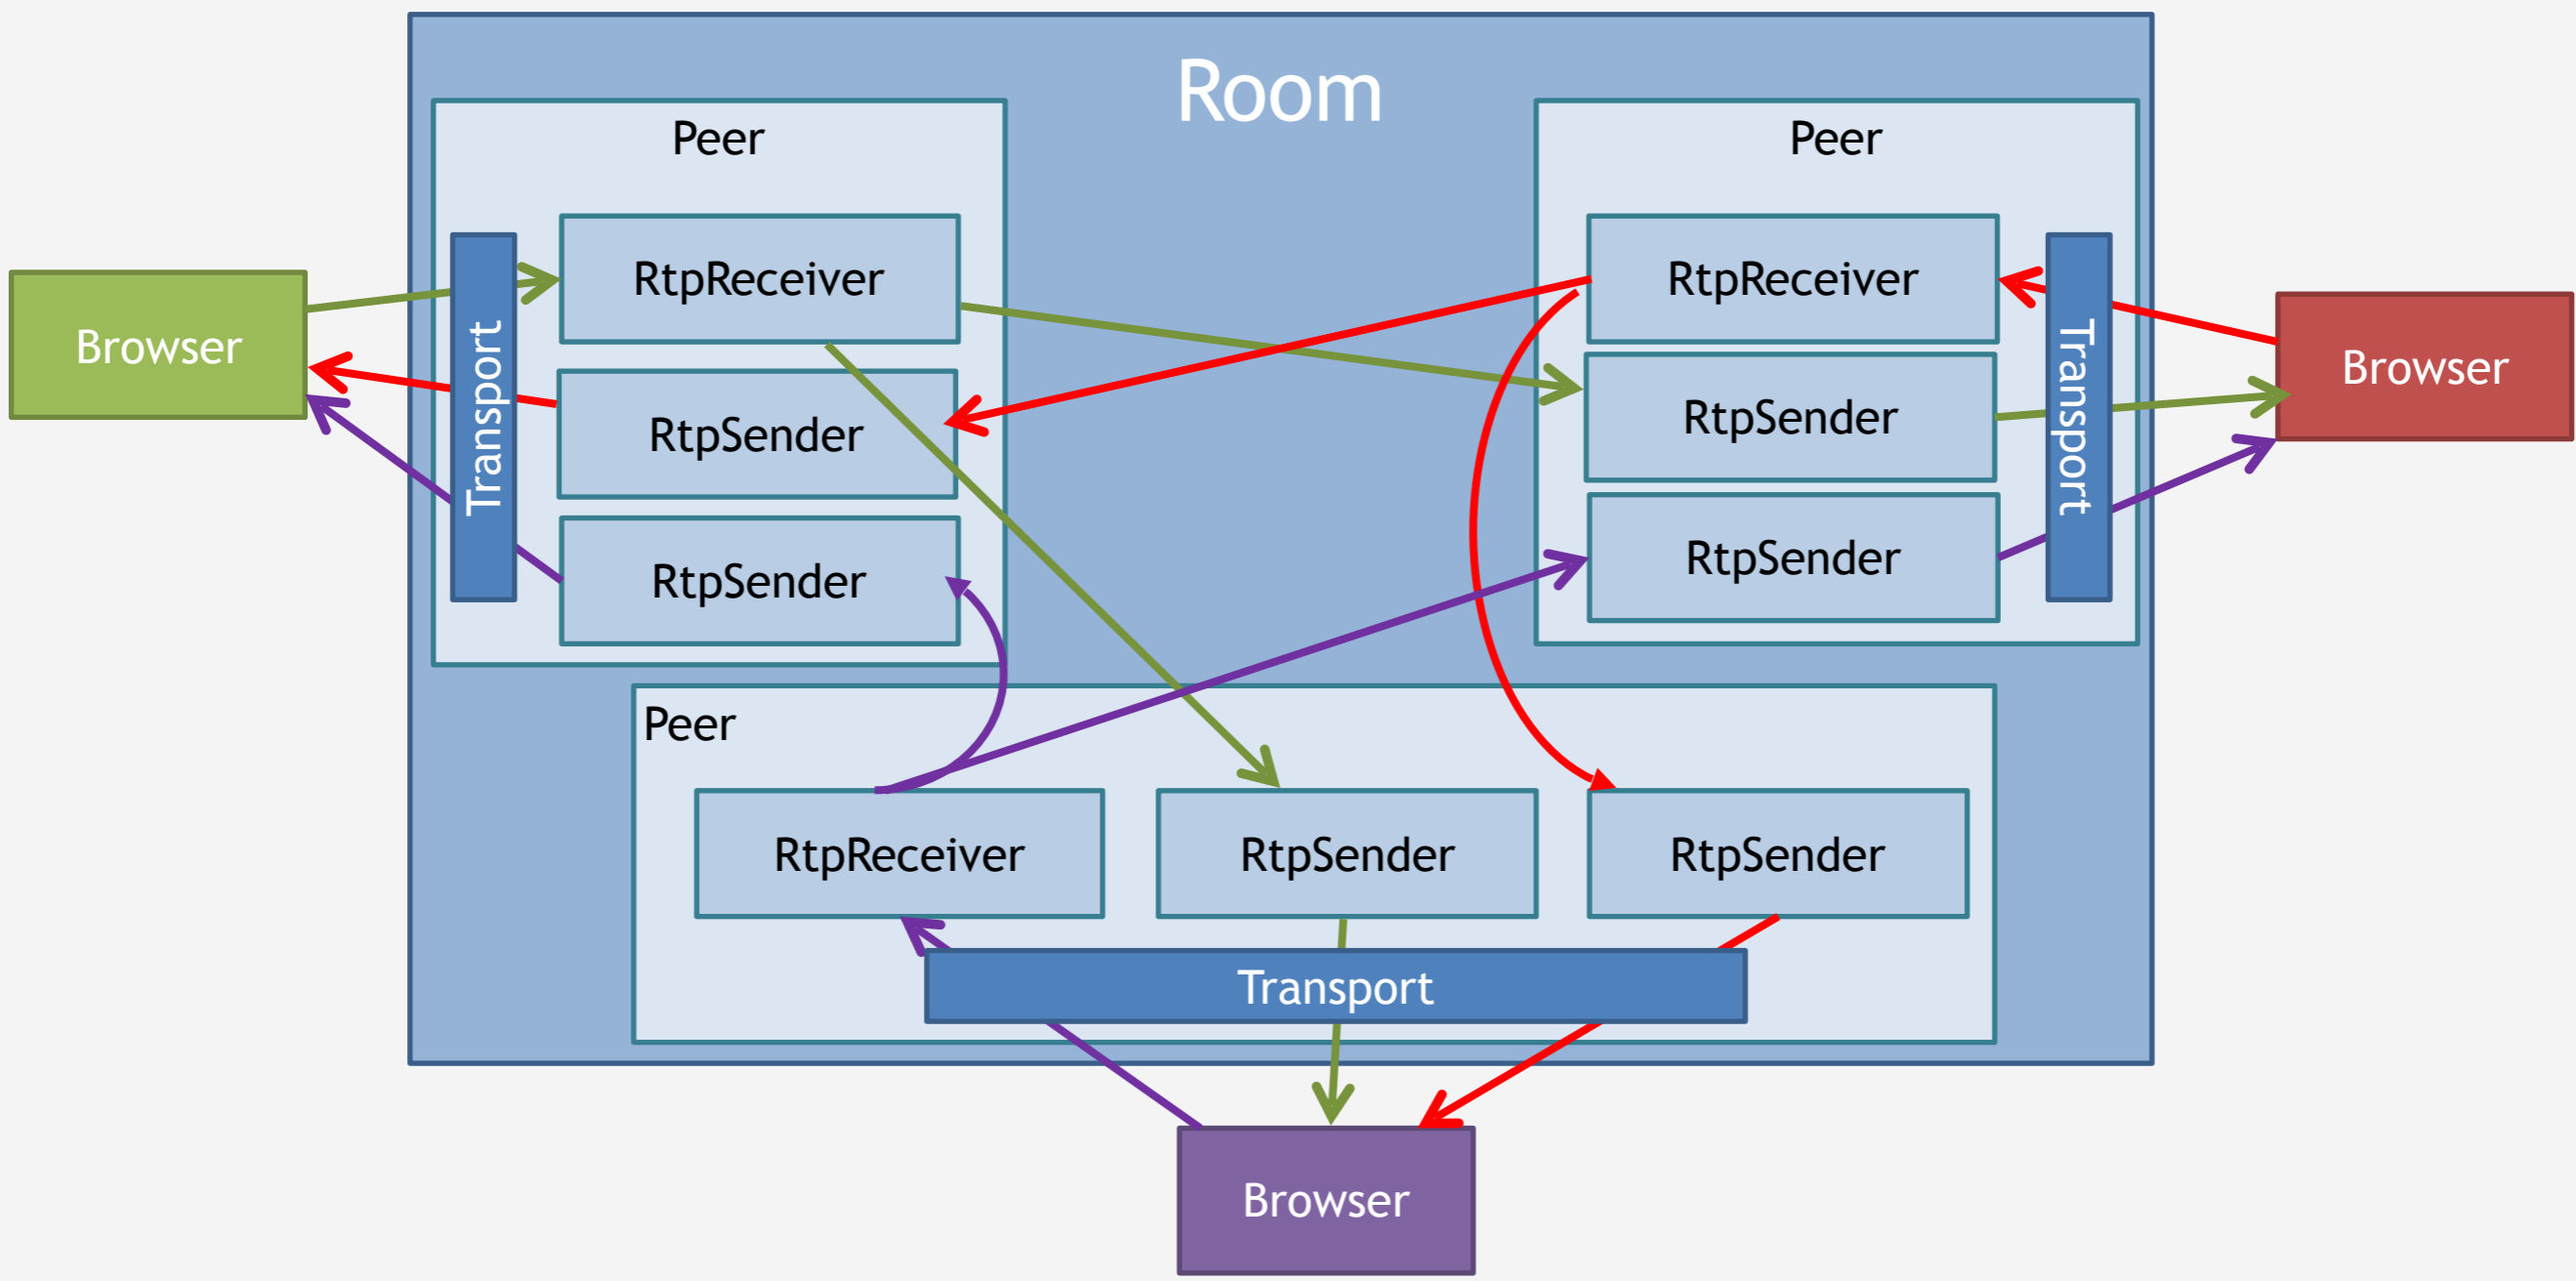 Room
Peer
Peer
RtpReceiver
RtpReceiver
Browser
Transport
Transport
Browser
RtpSender
RtpSender
RtpSender
RtpSender
Peer
RtpReceiver
RtpSender
RtpSender
Transport
Browser